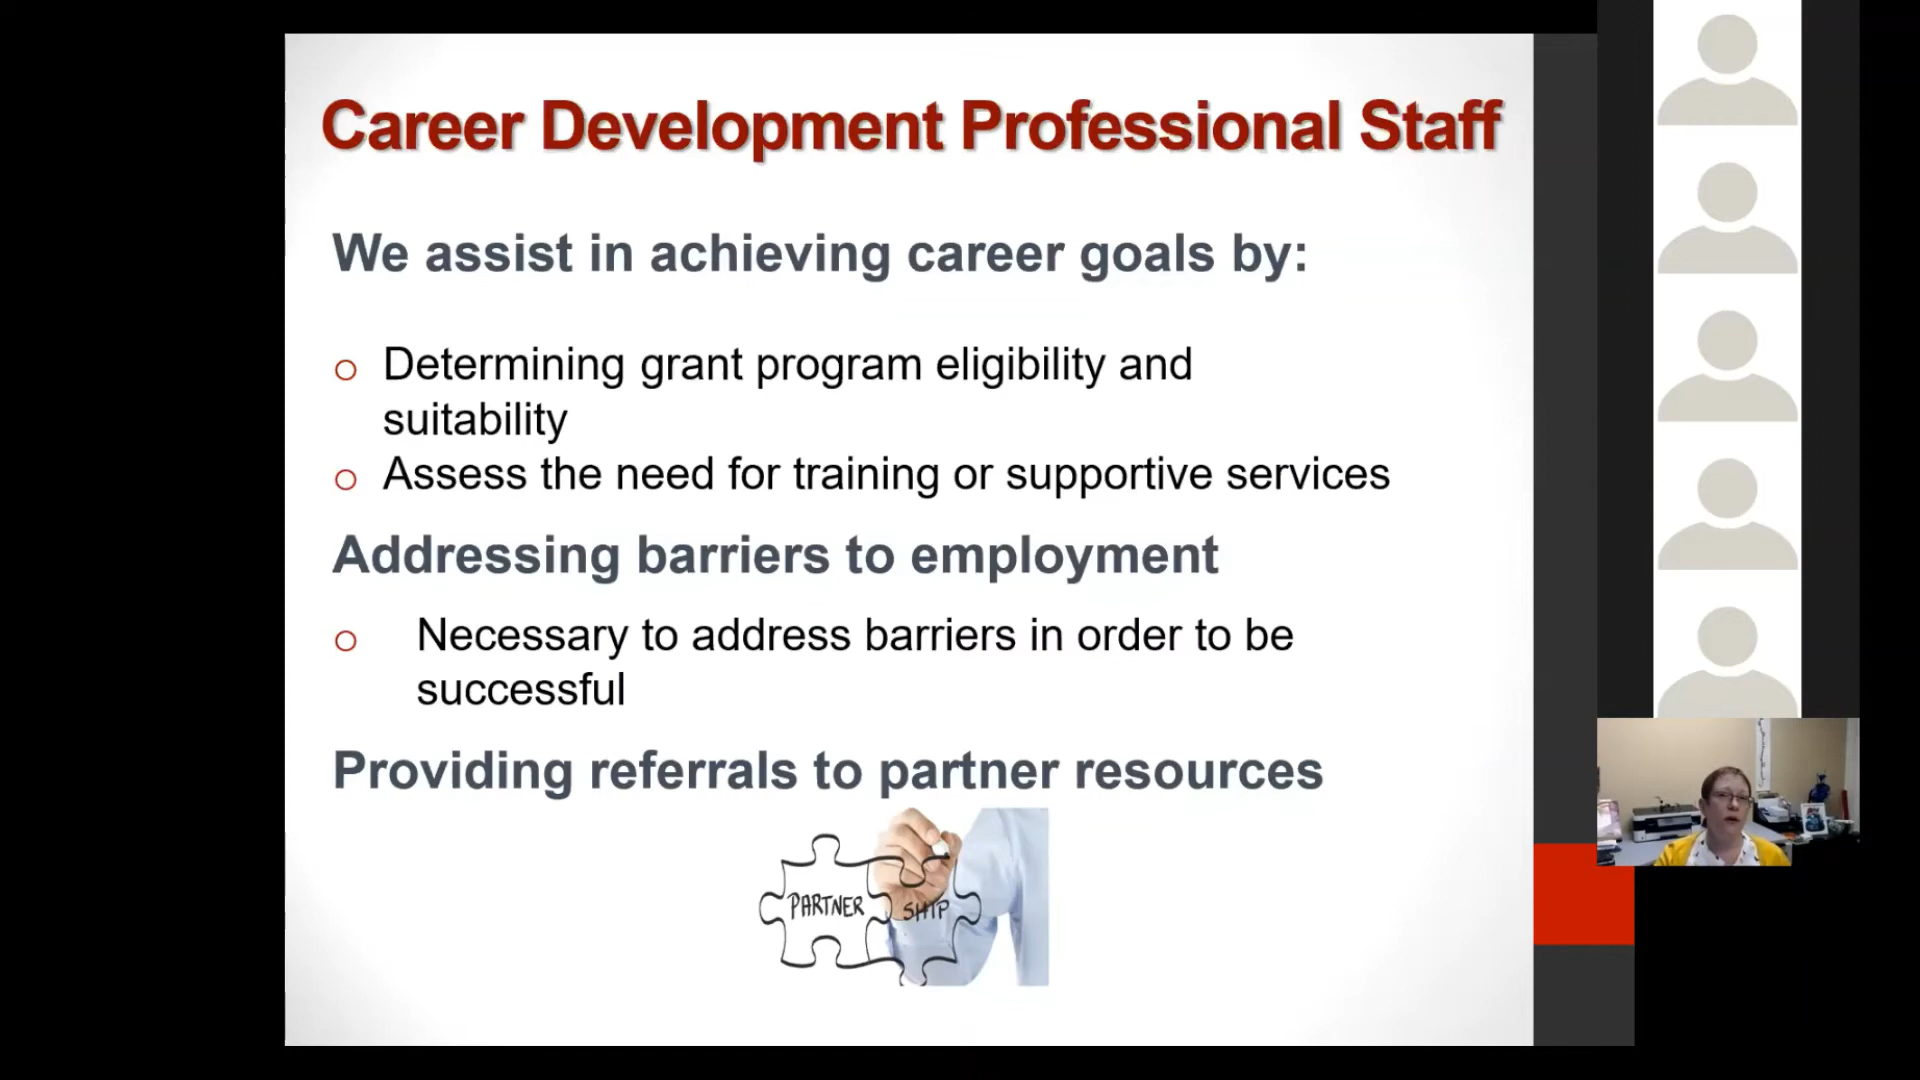 Career Development Professional Staff
We assist in achieving career goals by:
Determining grant program eligibility and
suitability
Assess the need for training or supportive services
Addressing barriers to employment
Necessary to address barriers in order to be
successful
Providing referrals to partner resources
PARTNER SHIP